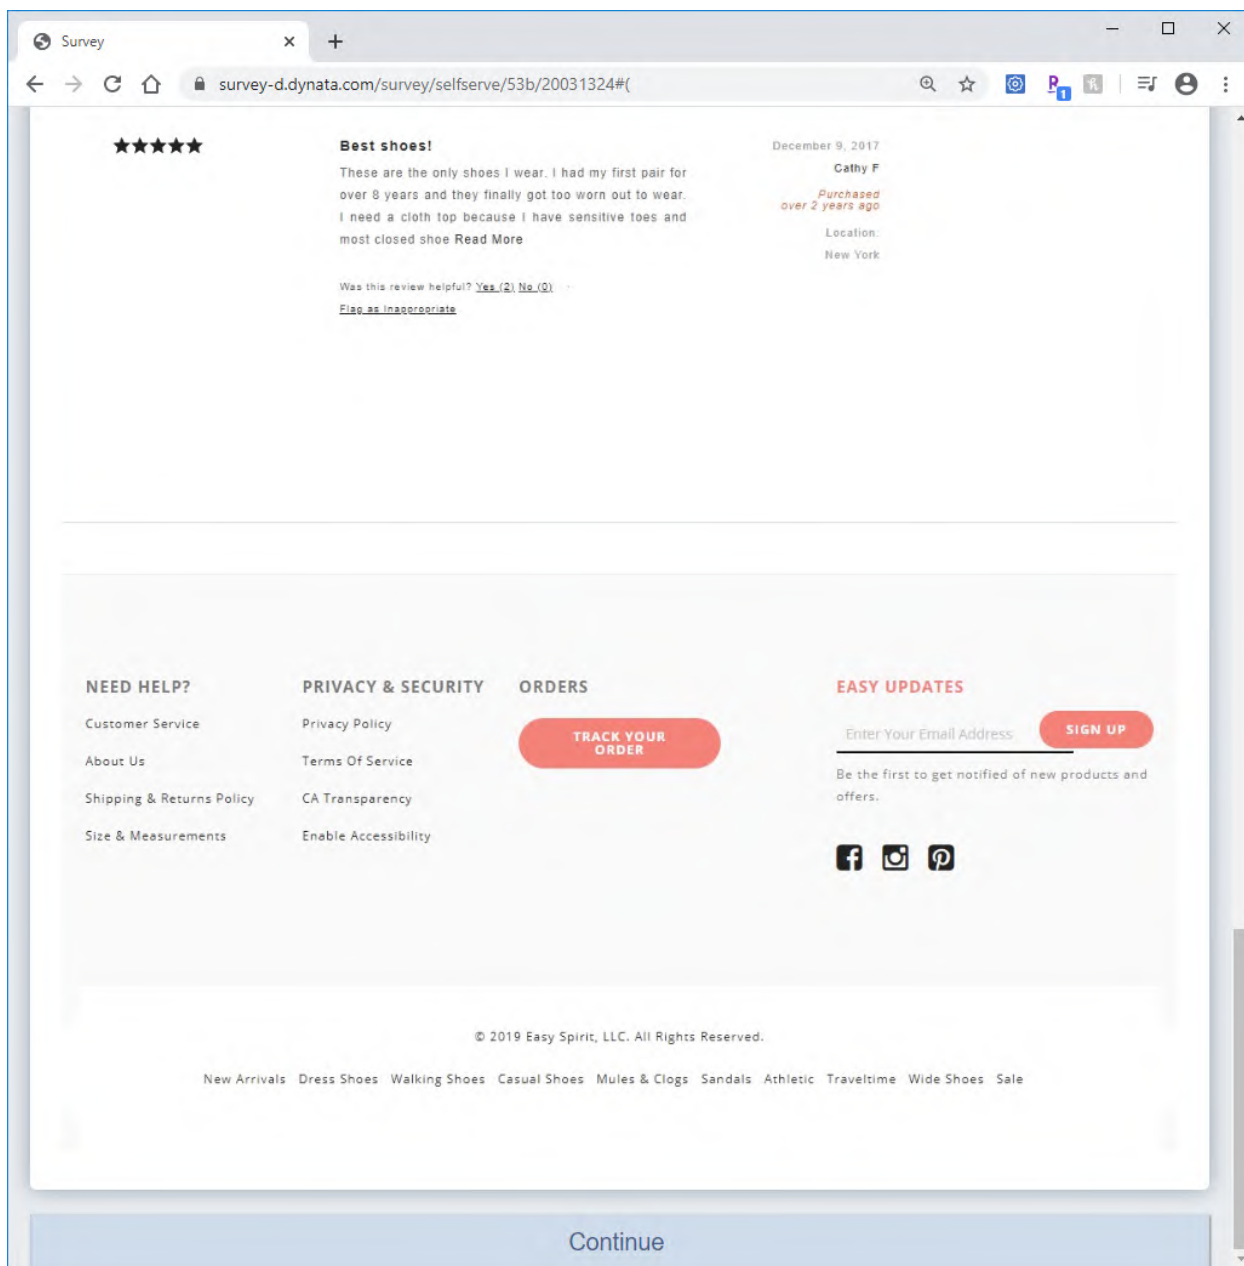 Survey
survey-d.dynata.com/survey/selfserve/53b/20031324#(
1
Best shoes!
These are the only shoes I wear. I had my first pair for
over 8 years and they finally got too worn out to wear.
I need a cloth top because I have sensitive toes and
most closed shoe Read More
Was this review helpful? Yes (2) No (0) ·
Flag as Inappropriate
December 9, 2017
Cathy F
Purchased
over 2 years ago
Location:
New York
NEED HELP?
Customer Service
About Us
Shipping & Returns Policy
Size & Measurements
PRIVACY & SECURITY
Privacy Policy
Terms Of Service
CA Transparency
Enable Accessibility
ORDERS
TRACK YOUR
ORDER
EASY UPDATES
Enter Your Email Address
SIGN UP
Be the first to get notified of new products and
offers.
© 2019 Easy Spirit, LLC. All Rights Reserved.
New Arrivals Dress Shoes Walking Shoes Casual Shoes Mules & Clogs Sandals Athletic Traveltime Wide Shoes Sale
Continue